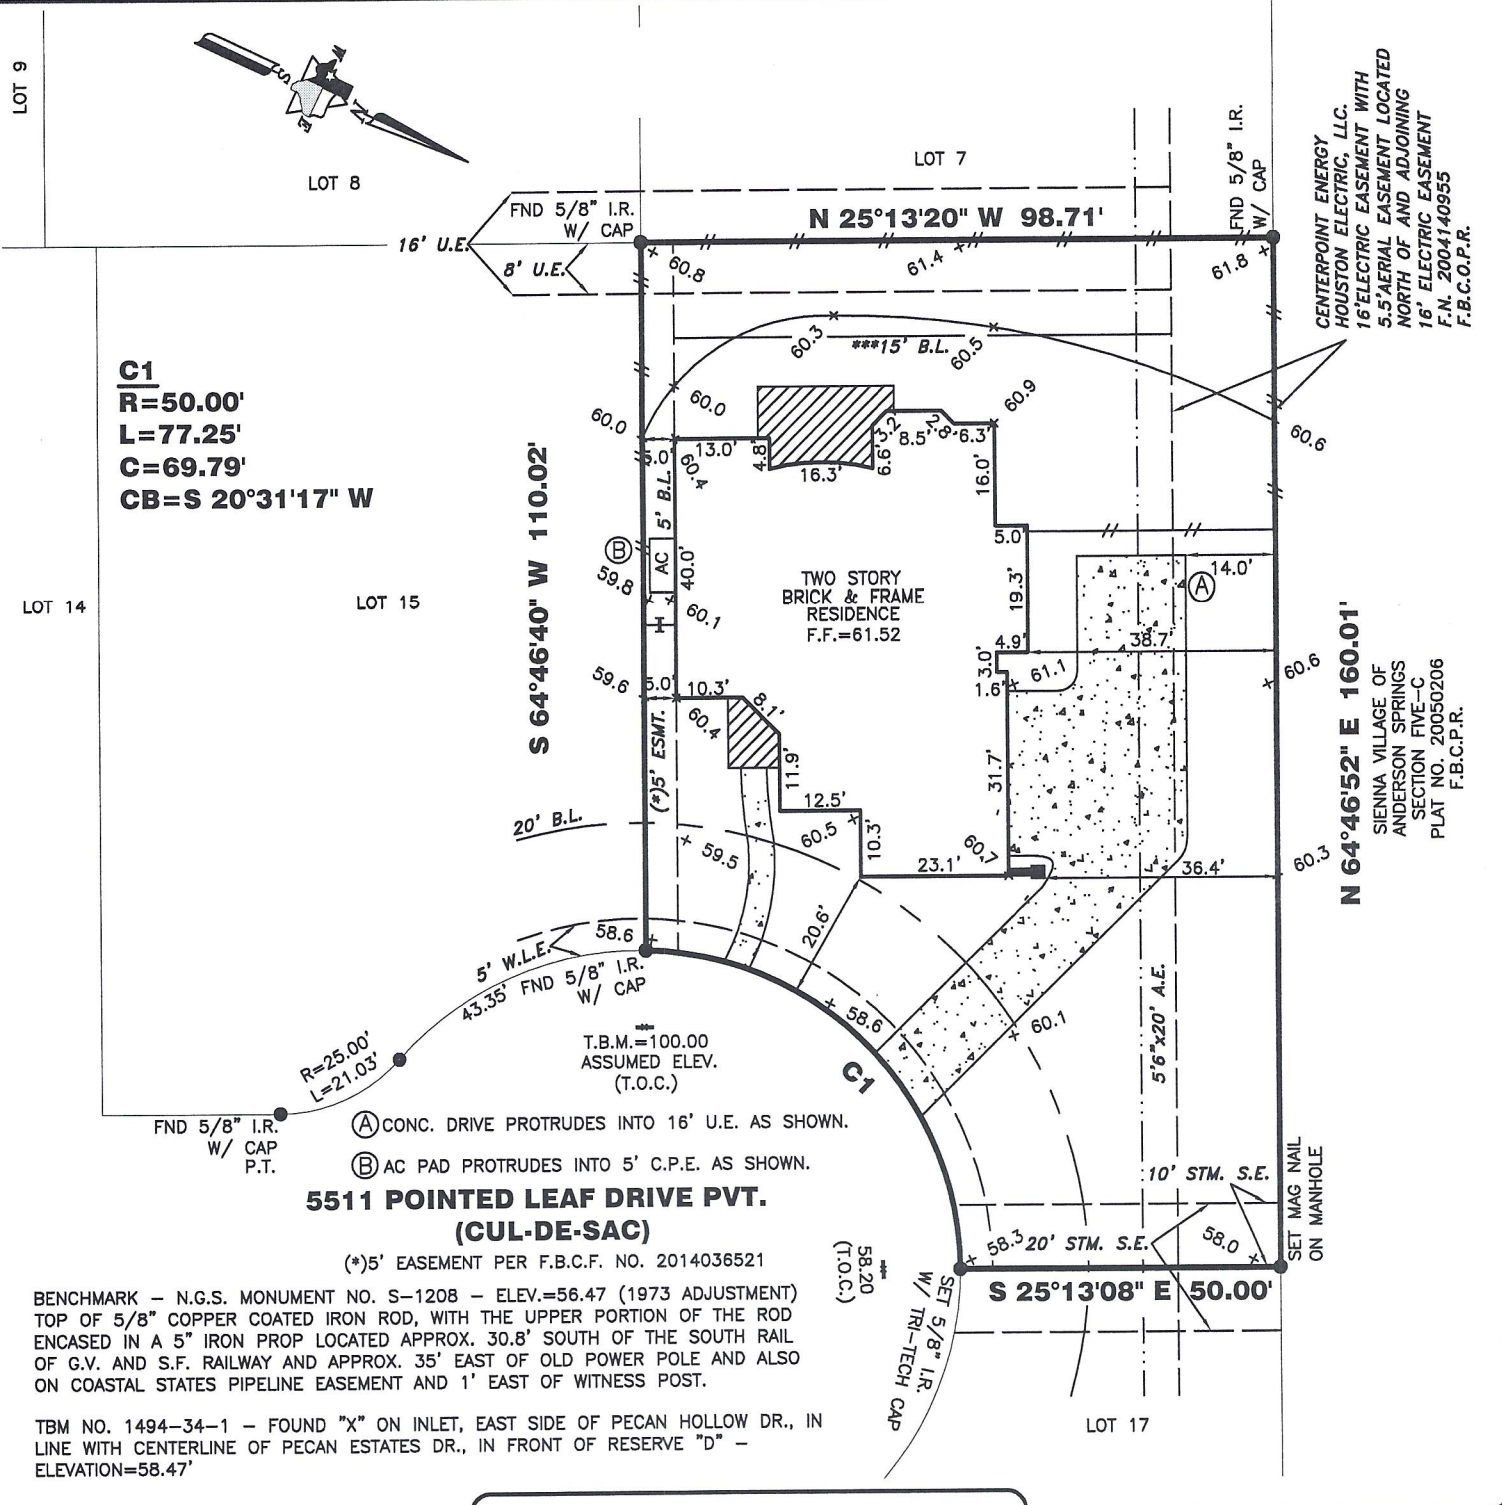 LOT 9
LOT 8
LOT 7
S
W
E
N
FND 5/8" I.R.
W/ CAP
16' U.E.
8' U.E.
N 25°13'20" W 98.71'
FND 5/8" I.R.
W/ CAP
CENTERPOINT ENERGY
HOUSTON ELECTRIC, LLC.
16'ELECTRIC EASEMENT WITH
5.5'AERIAL EASEMENT LOCATED
NORTH OF AND ADJOINING
16' ELECTRIC EASEMENT
F.N. 2004140955
F.B.C.O.P.R.
60.8
61.4
61.8
60.3
***15' B.L.
60.5
C1
R=50.00'
L=77.25'
C=69.79'
CB=S 20°31'17" W
60.0
60.0
60.9
60.6
5.0'
60.4
13.0'
4.8'
16.3'
6.6'
3.2'
8.5'
2.8'
6.3'
16.0'
5.0'
S 64°46'40" W 110.02'
5' B.L.
B
AC
40.0'
59.8
60.1
TWO STORY
BRICK & FRAME
RESIDENCE
F.F.=61.52
19.3'
14.0'
A
38.7'
4.9'
3.0'
1.6'
61.1
60.6
LOT 14
LOT 15
N 64°46'52" E 160.01'
SIENNA VILLAGE OF
ANDERSON SPRINGS
SECTION FIVE-C
PLAT NO. 20050206
F.B.C.P.R.
59.6
5.0'
10.3'
60.4
8.1'
(*)5' ESMT.
11.9'
31.7'
12.5'
60.5
10.3'
60.7
23.1'
36.4'
60.3
20' B.L.
59.5
20.6'
58.6
5' W.L.E.
43.35'
FND 5/8" I.R.
W/ CAP
R=25.00'
L=21.03'
58.6
60.1
C1
5'6"x20' A.E.
T.B.M.=100.00
ASSUMED ELEV.
(T.O.C.)
FND 5/8" I.R.
W/ CAP
P.T.
A CONC. DRIVE PROTRUDES INTO 16' U.E. AS SHOWN.
B AC PAD PROTRUDES INTO 5' C.P.E. AS SHOWN.
5511 POINTED LEAF DRIVE PVT.
(CUL-DE-SAC)
(*)5' EASEMENT PER F.B.C.F. NO. 2014036521
10' STM. S.E.
SET MAG NAIL
ON MANHOLE
58.3
20' STM. S.E.
58.0
58.20
(T.O.C.)
S 25°13'08" E 50.00'
SET 5/8" I.R.
W/ TRI-TECH CAP
BENCHMARK – N.G.S. MONUMENT NO. S-1208 – ELEV.=56.47 (1973 ADJUSTMENT)
TOP OF 5/8" COPPER COATED IRON ROD, WITH THE UPPER PORTION OF THE ROD
ENCASED IN A 5" IRON PROP LOCATED APPROX. 30.8' SOUTH OF THE SOUTH RAIL
OF G.V. AND S.F. RAILWAY AND APPROX. 35' EAST OF OLD POWER POLE AND ALSO
ON COASTAL STATES PIPELINE EASEMENT AND 1' EAST OF WITNESS POST.
TBM NO. 1494-34-1 – FOUND "X" ON INLET, EAST SIDE OF PECAN HOLLOW DR., IN
LINE WITH CENTERLINE OF PECAN ESTATES DR., IN FRONT OF RESERVE "D" –
ELEVATION=58.47'
LOT 17